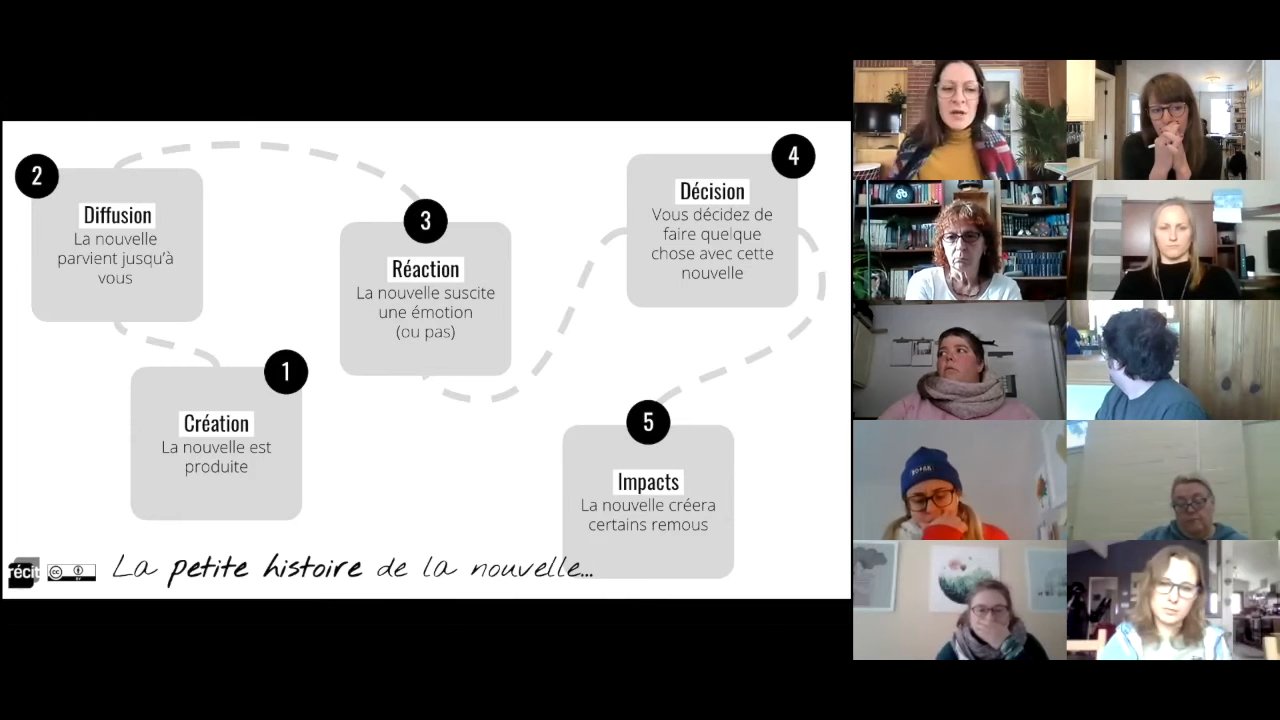 2
Diffusion
La nouvelle
parvient jusqu'à
vous
1
Création
La nouvelle est
produite
3
Réaction
La nouvelle suscite
une émotion
(ou pas)
4
Décision
Vous décidez de
faire quelque
chose avec cette
nouvelle
5
Impacts
La nouvelle créera
certains remous
récit
cc
BY
La petite histoire de la nouvelle...